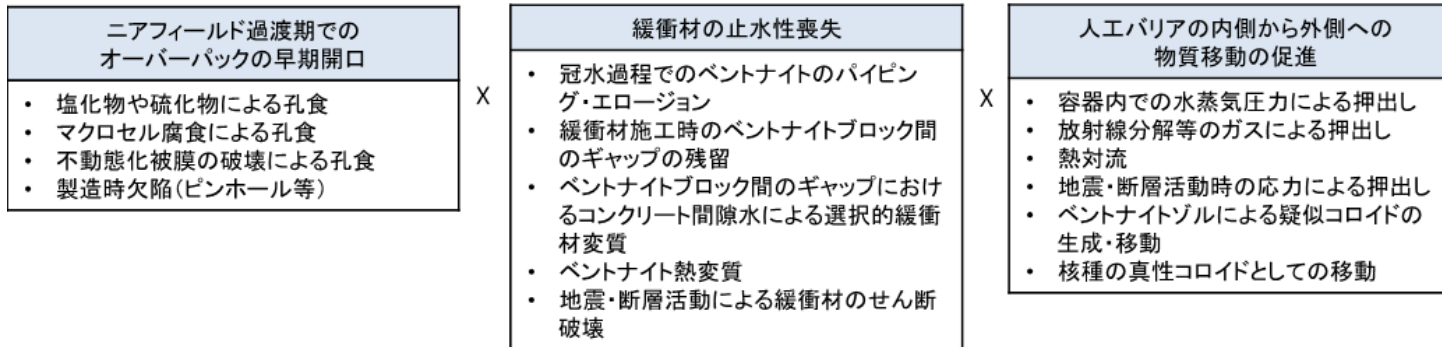 ニアフィールド過渡期での
オーバーパックの早期開口
• 塩化物や硫化物による孔食
• マクロセル腐食による孔食
• 不動態化被膜の破壊による孔食
• 製造時欠陥(ピンホール等)
X
緩衝材の止水性喪失
• 冠水過程でのベントナイトのパイピン
グ・エロージョン
• 緩衝材施工時のベントナイトブロック間
のギャップの残留
• ベントナイトブロック間のギャップにおけ
るコンクリート間隙水による選択的緩衝
材変質
• ベントナイト熱変質
• 地震・断層活動による緩衝材のせん断
破壊
X
人工バリアの内側から外側への
物質移動の促進
• 容器内での水蒸気圧力による押出し
• 放射線分解等のガスによる押出し
• 熱対流
• 地震・断層活動時の応力による押出し
• ベントナイトゾルによる疑似コロイドの
生成・移動
• 核種の真性コロイドとしての移動